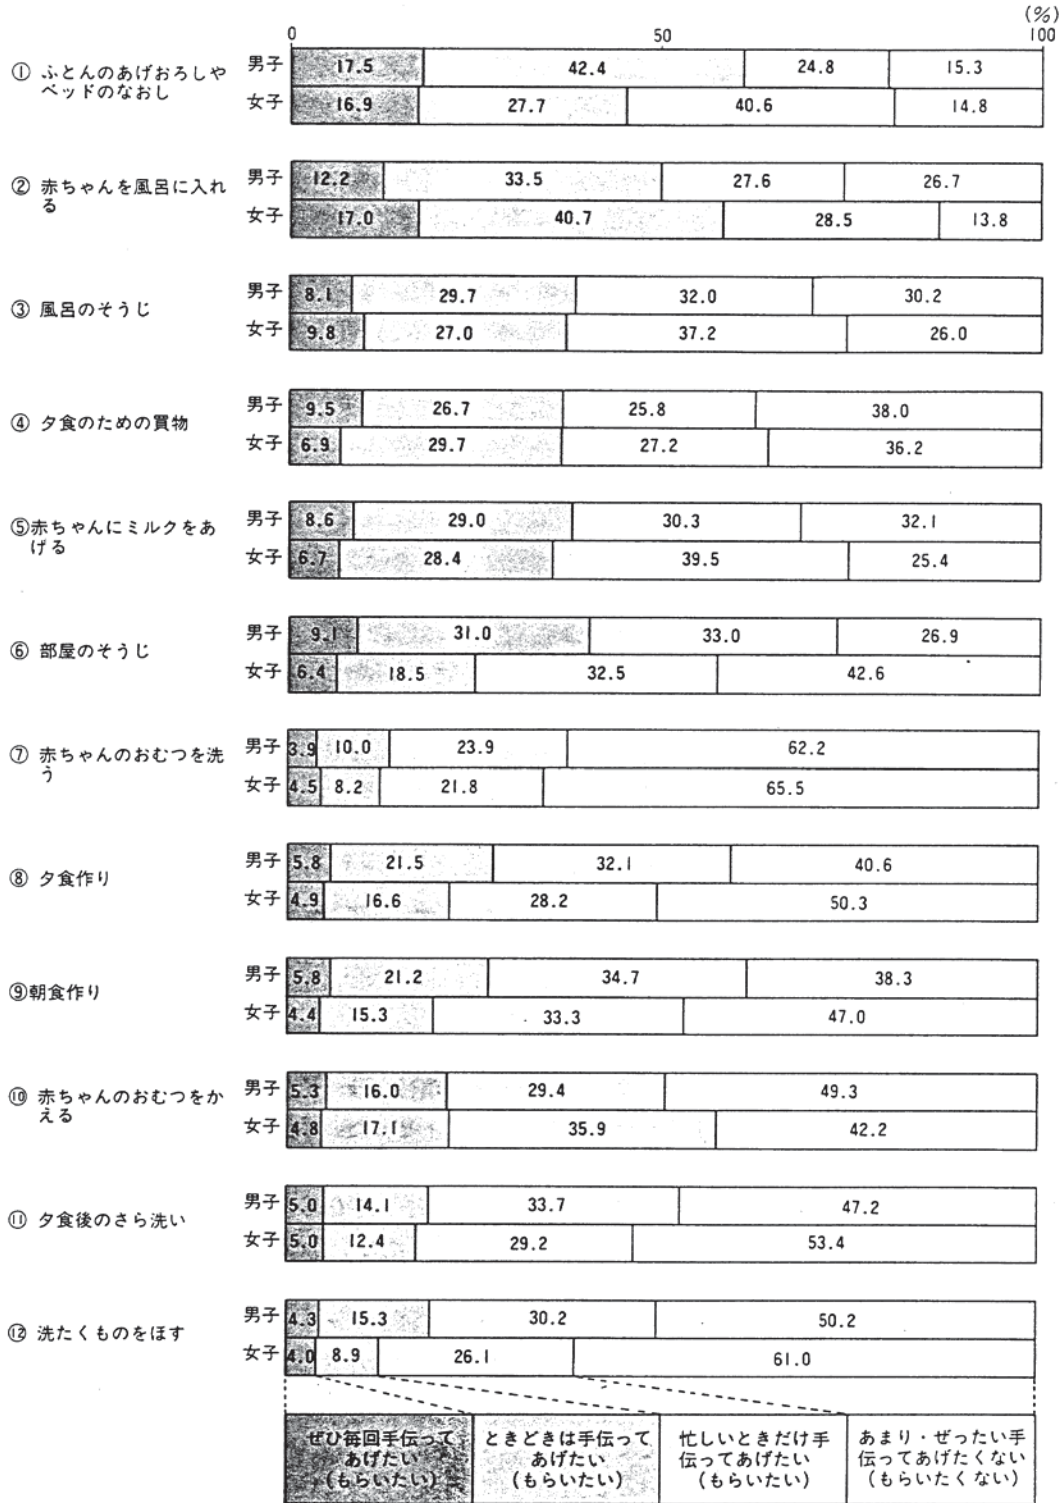 (%)
0 50 100
① ふとんのあげおろしや
ベッドのなおし
男子 17.5 42.4 24.8 15.3
女子 16.9 27.7 40.6 14.8
② 赤ちゃんを風呂に入れ
る
男子 12.2 33.5 27.6 26.7
女子 17.0 40.7 28.5 13.8
③ 風呂のそうじ
男子 8.1 29.7 32.0 30.2
女子 9.8 27.0 37.2 26.0
④ 夕食のための買物
男子 9.5 26.7 25.8 38.0
女子 6.9 29.7 27.2 36.2
⑤赤ちゃんにミルクをあ
げる
男子 8.6 29.0 30.3 32.1
女子 6.7 28.4 39.5 25.4
⑥ 部屋のそうじ
男子 9.1 31.0 33.0 26.9
女子 6.4 18.5 32.5 42.6
⑦ 赤ちゃんのおむつを洗
う
男子 3.9 10.0 23.9 62.2
女子 4.5 8.2 21.8 65.5
⑧ 夕食作り
男子 5.8 21.5 32.1 40.6
女子 4.9 16.6 28.2 50.3
⑨朝食作り
男子 5.8 21.2 34.7 38.3
女子 4.4 15.3 33.3 47.0
⑩ 赤ちゃんのおむつをか
える
男子 5.3 16.0 29.4 49.3
女子 4.8 17.1 35.9 42.2
⑪ 夕食後のさら洗い
男子 5.0 14.1 33.7 47.2
女子 5.0 12.4 29.2 53.4
⑫ 洗たくものをほす
男子 4.3 15.3 30.2 50.2
女子 4.0 8.9 26.1 61.0
ぜひ毎回手伝って
あげたい
(もらいたい)
ときどきは手伝って
あげたい
(もらいたい)
忙しいときだけ手
伝ってあげたい
(もらいたい)
あまり・ぜったい手
伝ってあげたくない
(もらいたくない)